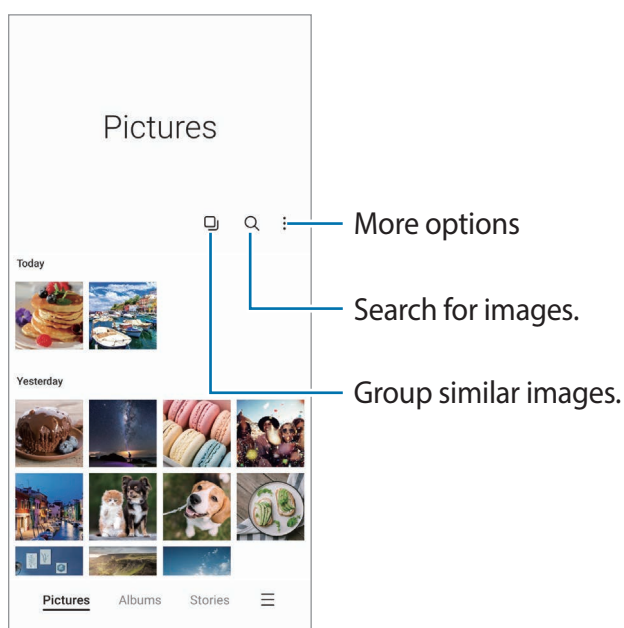 Pictures
More options
Today
Search for images.
Yesterday
Group similar images.
Pictures Albums Stories